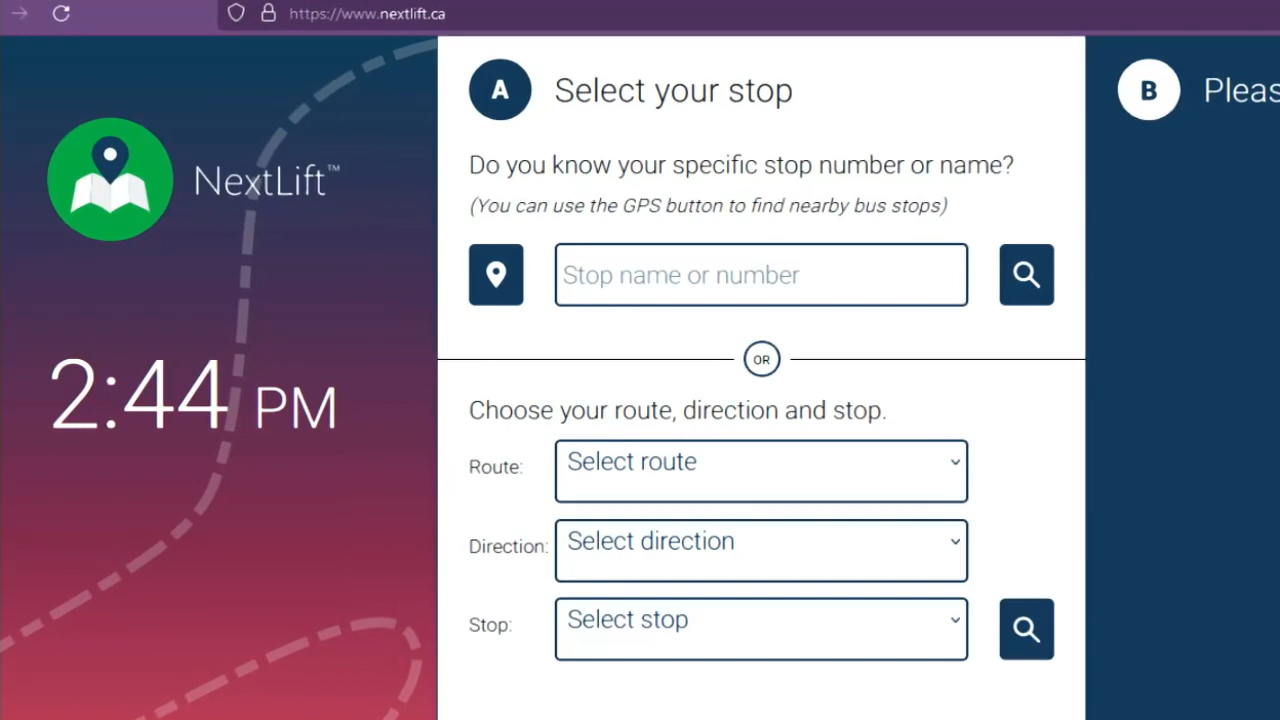 https://www.nextlift.ca
NextLift™
2:44 PM
A Select your stop
Do you know your specific stop number or name?
(You can use the GPS button to find nearby bus stops)
Stop name or number
OR
Choose your route, direction and stop.
Route: Select route
Direction: Select direction
Stop: Select stop
B Pleas